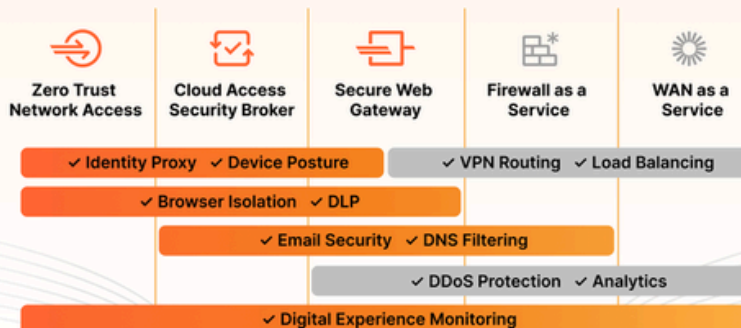 Zero Trust
Network Access
Cloud Access
Security Broker
Secure Web
Gateway
Firewall as a
Service
WAN as a
Service
✓ Identity Proxy ✓ Device Posture
✓ VPN Routing ✓ Load Balancing
✓ Browser Isolation ✓ DLP
✓ Email Security ✓ DNS Filtering
✓ DDoS Protection ✓ Analytics
✓ Digital Experience Monitoring